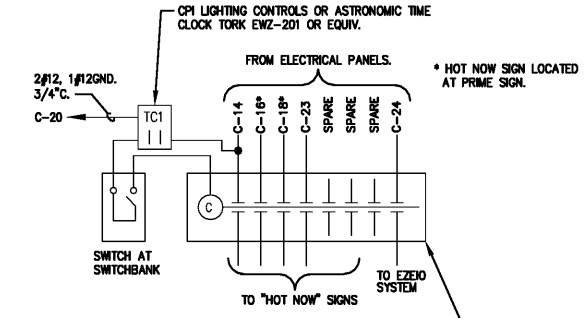 CPI LIGHTING CONTROLS OR ASTRONOMIC TIME
CLOCK TORK EWZ-201 OR EQUIV.
FROM ELECTRICAL PANELS.
* HOT NOW SIGN LOCATED
AT PRIME SIGN.
2#12, 1#12GND.
3/4"C.
C-20
TC1
C-14
C-16*
C-18*
C-23
SPARE
SPARE
SPARE
C-24
C
SWITCH AT
SWITCHBANK
TO "HOT NOW" SIGNS
TO EZEIO
SYSTEM